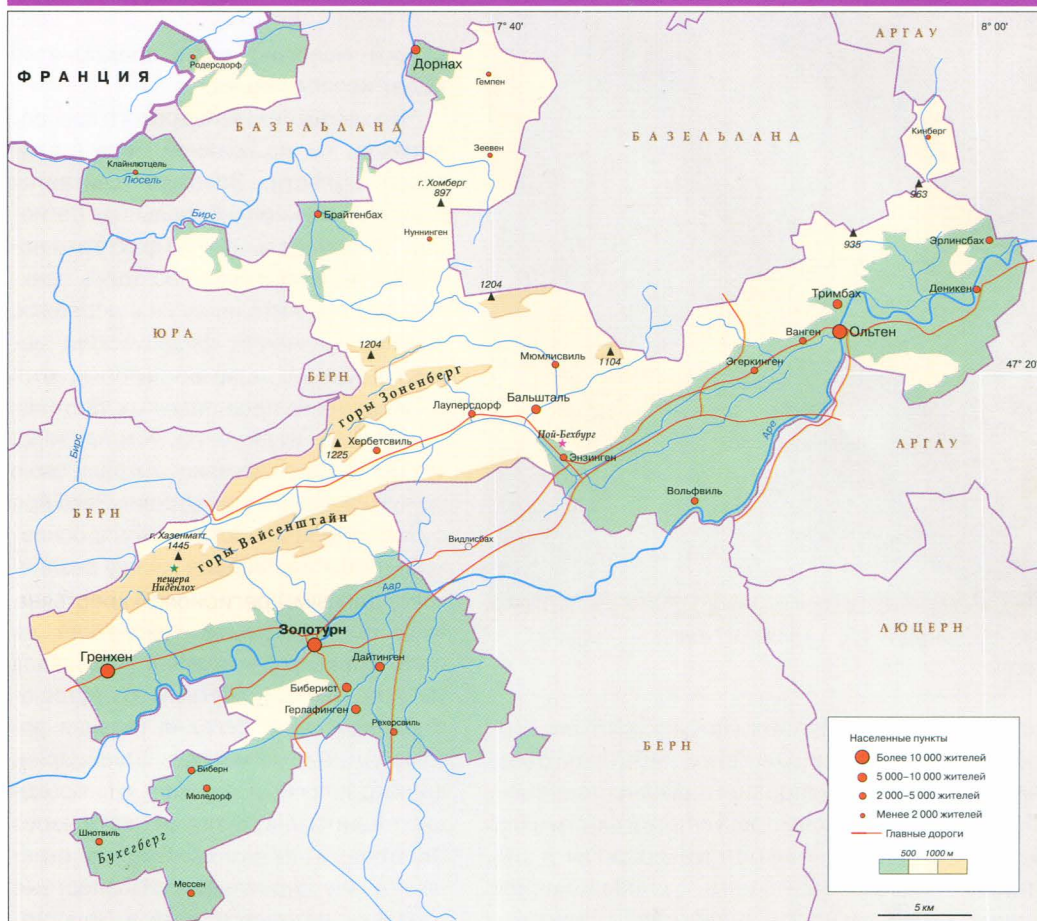 7° 40'
8° 00'
АРГАУ
ФРАНЦИЯ
Родерсдорф
Дорнах
Гемпен
БАЗЕЛЬЛАНД
БАЗЕЛЬЛАНД
Кинберг
Зеевен
Клайнлютцель
Люсель
г. Хомберг
897
963
Бирс
Брайтенбах
Нуннинген
935
Эрлинсбах
Деникен
1204
Тримбах
Ольтен
ЮРА
Ванген
1204
Мюмлисвиль
1104
Эгеркинген
47° 20'
БЕРН
горы Зоненберг
Бальшталь
Лауперсдорф
Ной-Бехбург
Аре
АРГАУ
1225
Хербетсвиль
Энзинген
Бирс
Вольфвиль
БЕРН
горы Вайсенштайн
г. Хазенматт
1445
Видлисбах
пещера
Ниденлох
Аар
Золотурн
ЛЮЦЕРН
Гренхен
Дайтинген
Биберист
Герлафинген
Рехерсвиль
БЕРН
Биберн
Мюледорф
Шнотвиль
Бухегберг
Мессен
Населенные пункты
Более 10 000 жителей
5 000–10 000 жителей
2 000–5 000 жителей
Менее 2 000 жителей
Главные дороги
500 1000 м
5 км